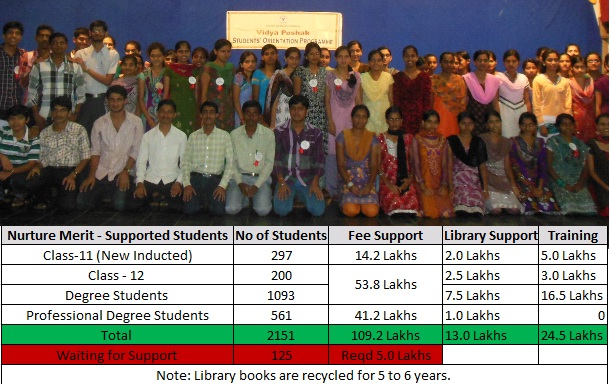 Vidya Poshak
STUDENTS' ORIENTATION PROGRAMME
Nurture Merit - Supported Students No of Students Fee Support Library Support Training
Class-11 (New Inducted) 297 14.2 Lakhs 2.0 Lakhs 5.0 Lakhs
Class - 12 200 53.8 Lakhs 2.5 Lakhs 3.0 Lakhs
Degree Students 1093 7.5 Lakhs 16.5 Lakhs
Professional Degree Students 561 41.2 Lakhs 1.0 Lakhs 0
Total 2151 109.2 Lakhs 13.0 Lakhs 24.5 Lakhs
Waiting for Support 125 Reqd 5.0 Lakhs
Note: Library books are recycled for 5 to 6 years.